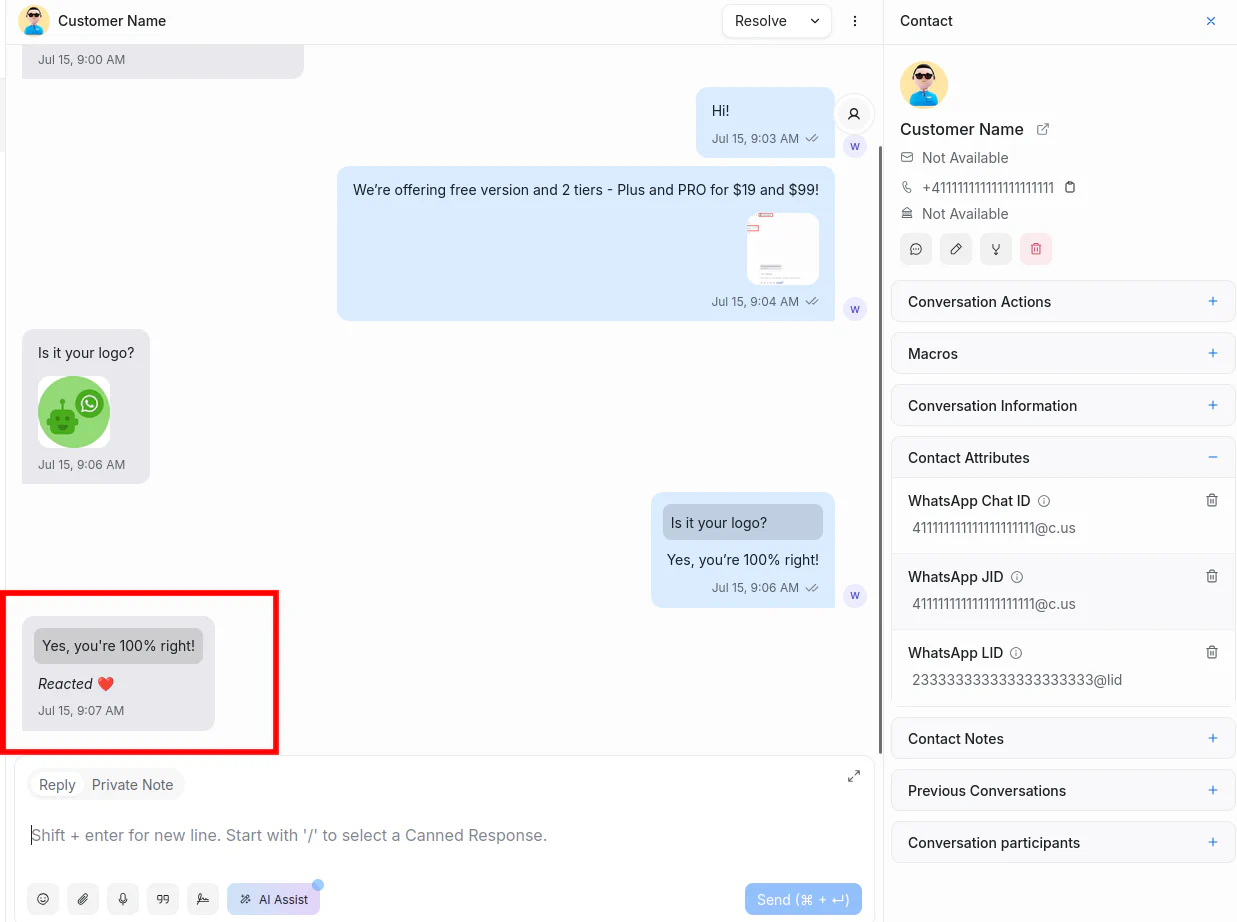 Customer Name
Resolve
Contact
Jul 15, 9:00 AM
Hi!
Jul 15, 9:03 AM
W
We’re offering free version and 2 tiers - Plus and PRO for $19 and $99!
Jul 15, 9:04 AM
W
Is it your logo?
Jul 15, 9:06 AM
Is it your logo?
Yes, you’re 100% right!
Jul 15, 9:06 AM
W
Yes, you're 100% right!
Reacted ❤️
Jul 15, 9:07 AM
Reply
Private Note
Shift + enter for new line. Start with '/' to select a Canned Response.
AI Assist
Send (⌘ + ↵)
Customer Name
Not Available
+411111111111111111111
Not Available
Conversation Actions
Macros
Conversation Information
Contact Attributes
WhatsApp Chat ID
411111111111111111111@c.us
WhatsApp JID
411111111111111111111@c.us
WhatsApp LID
233333333333333333333@lid
Contact Notes
Previous Conversations
Conversation participants